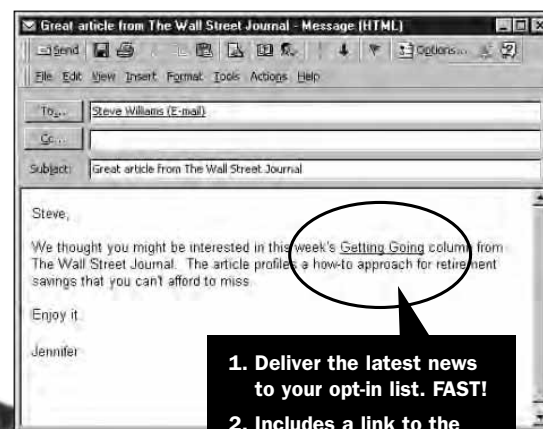 Great article from The Wall Street Journal - Message (HTML)
Send Options...
File Edit View Insert Format Tools Actions Help
To... Steve Williams (E-mail)
Cc...
Subject: Great article from The Wall Street Journal
Steve,
We thought you might be interested in this week's Getting Going column from
The Wall Street Journal. The article profiles a how-to approach for retirement
savings that you can't afford to miss.
Enjoy it.
Jennifer
1. Deliver the latest news
to your opt-in list. FAST!
2. Includes a link to the